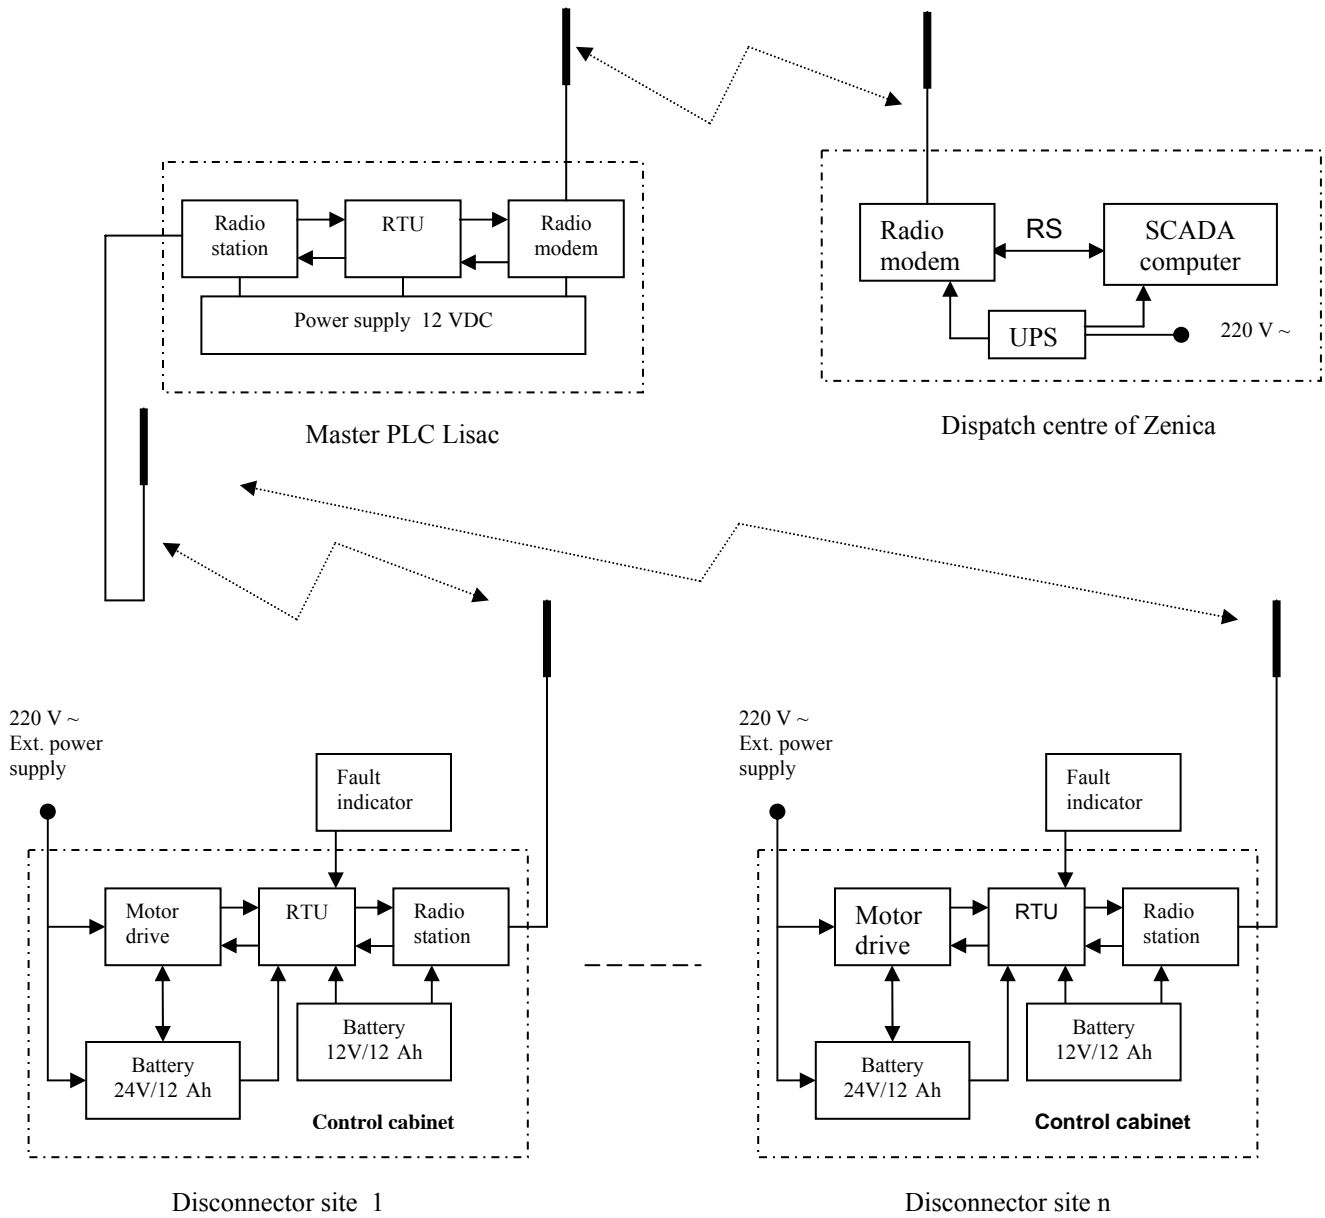 Radio
station
RTU
Radio
modem
Power supply 12 VDC
Master PLC Lisac
Radio
modem
RS
SCADA
computer
UPS
220 V ~
Dispatch centre of Zenica
220 V ~
Ext. power
supply
Fault
indicator
Motor
drive
RTU
Radio
station
Battery
12V/12 Ah
Battery
24V/12 Ah
Control cabinet
Disconnector site 1
220 V ~
Ext. power
supply
Fault
indicator
Motor
drive
RTU
Radio
station
Battery
12V/12 Ah
Battery
24V/12 Ah
Control cabinet
Disconnector site n